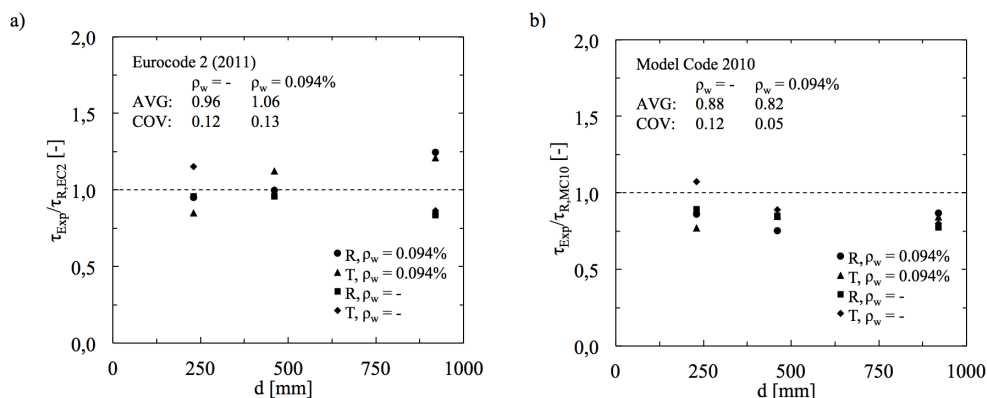 a)
2,0
1,5
1,0
0,5
0,0
τExp/τR,EC2 [-]
Eurocode 2 (2011)
ρw = - ρw = 0.094%
AVG: 0.96 1.06
COV: 0.12 0.13
R, ρw = 0.094%
T, ρw = 0.094%
R, ρw = -
T, ρw = -
0 250 500 750 1000
d [mm]
b)
2,0
1,5
1,0
0,5
0,0
τExp/τR,MC10 [-]
Model Code 2010
ρw = - ρw = 0.094%
AVG: 0.88 0.82
COV: 0.12 0.05
R, ρw = 0.094%
T, ρw = 0.094%
R, ρw = -
T, ρw = -
0 250 500 750 1000
d [mm]